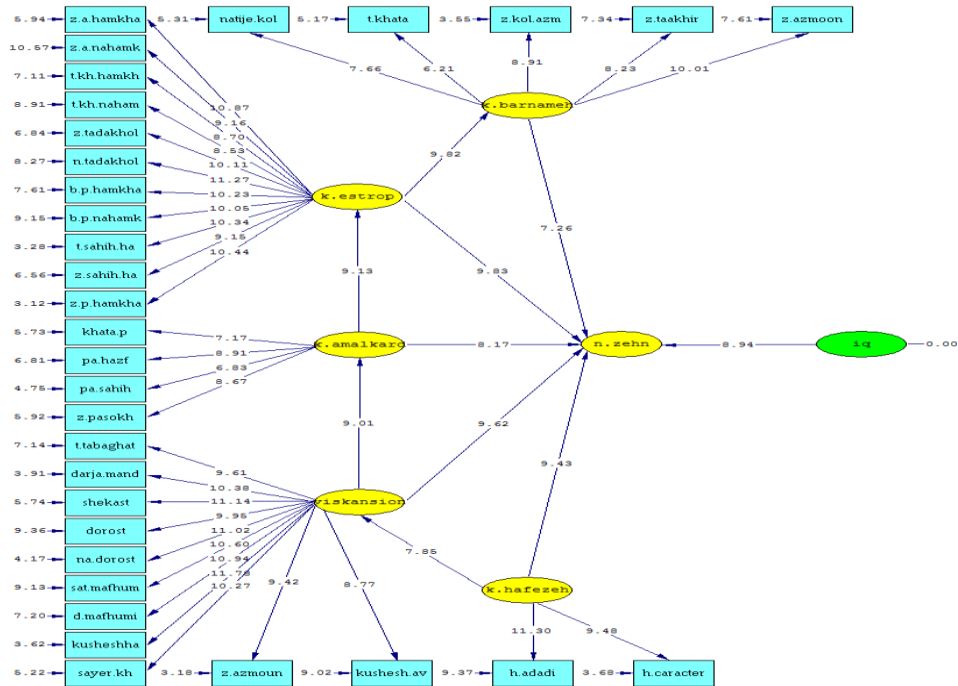 5.94 z.a.hamkha 5.31 natije.kol 5.17 t.khata 3.55 z.kol.azm 7.34 z.taakhir 7.61 z.azmoon
10.57 z.a.nahamk
7.11 t.kh.hamkh
8.91 t.kh.naham
6.84 z.tadakhol
8.27 n.tadakhol
7.61 b.p.hamkha
9.15 b.p.nahamk
3.28 t.sahih.ha
6.56 z.sahih.ha
3.12 z.p.hamkha
5.73 khata.p
6.81 pa.hazf
4.75 pa.sahih
5.92 z.pasokh
7.14 t.tabaghat
3.91 darja.mand
5.74 shekast
9.36 dorost
4.17 na.dorost
9.13 sat.mafhum
7.20 d.mafhumi
3.62 kusheshha
5.22 sayer.kh 3.18 z.azmoun 9.02 kushesh.av 9.37 h.adadi 3.68 h.caracter
7.66 6.21 8.91 8.23 10.01
k.barnameh
10.87
9.16
8.70
8.53
10.11
11.27
10.23
10.05
10.34
9.15
10.44
k.estrop
9.82
7.26
9.13
9.83
7.17
8.91
6.83
8.67
k.amalkard
8.17
n.zehn
8.94
iq
0.00
9.01
9.62
9.43
9.61
10.38
11.14
9.95
11.02
10.60
10.94
11.78
10.27
viskansion
7.85
9.42
8.77
k.hafezeh
11.30
9.48